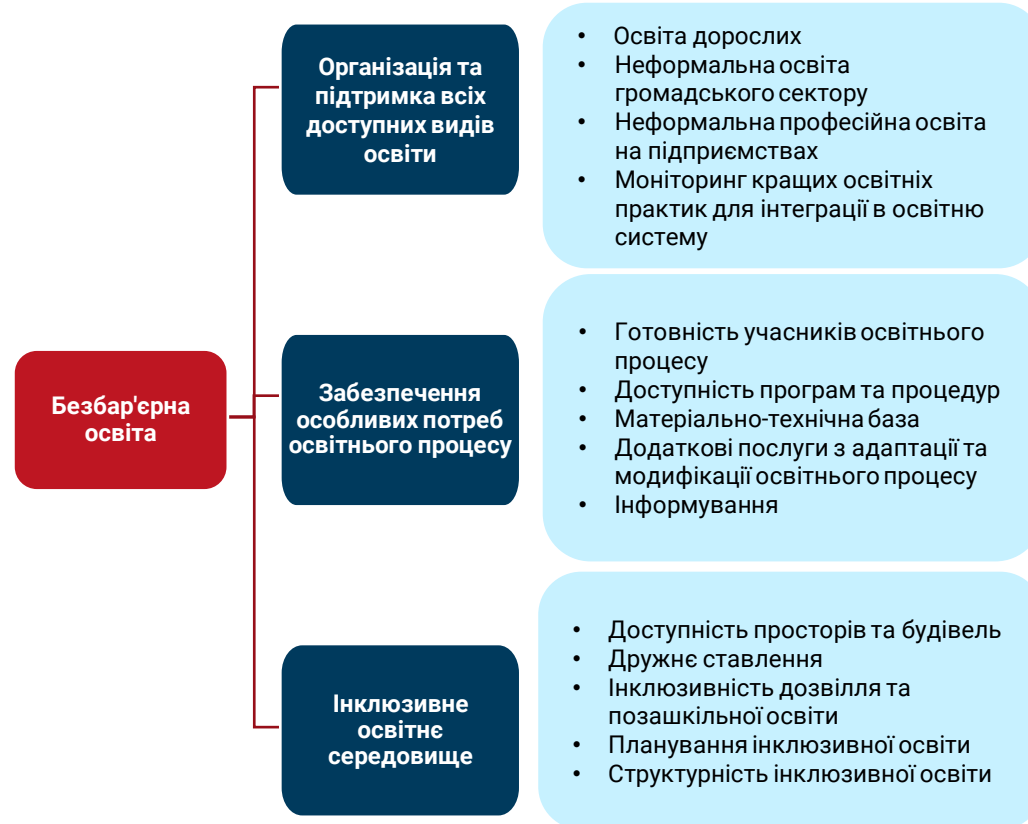 Безбар'єрна
освіта
Організація та
підтримка всіх
доступних видів
освіти
• Освіта дорослих
• Неформальна освіта
громадського сектору
• Неформальна професійна освіта
на підприємствах
• Моніторинг кращих освітніх
практик для інтеграції в освітню
систему
Забезпечення
особливих потреб
освітнього процесу
• Готовність учасників освітнього
процесу
• Доступність програм та процедур
• Матеріально-технічна база
• Додаткові послуги з адаптації та
модифікації освітнього процесу
• Інформування
Інклюзивне
освітнє
середовище
• Доступність просторів та будівель
• Дружнє ставлення
• Інклюзивність дозвілля та
позашкільної освіти
• Планування інклюзивної освіти
• Структурність інклюзивної освіти